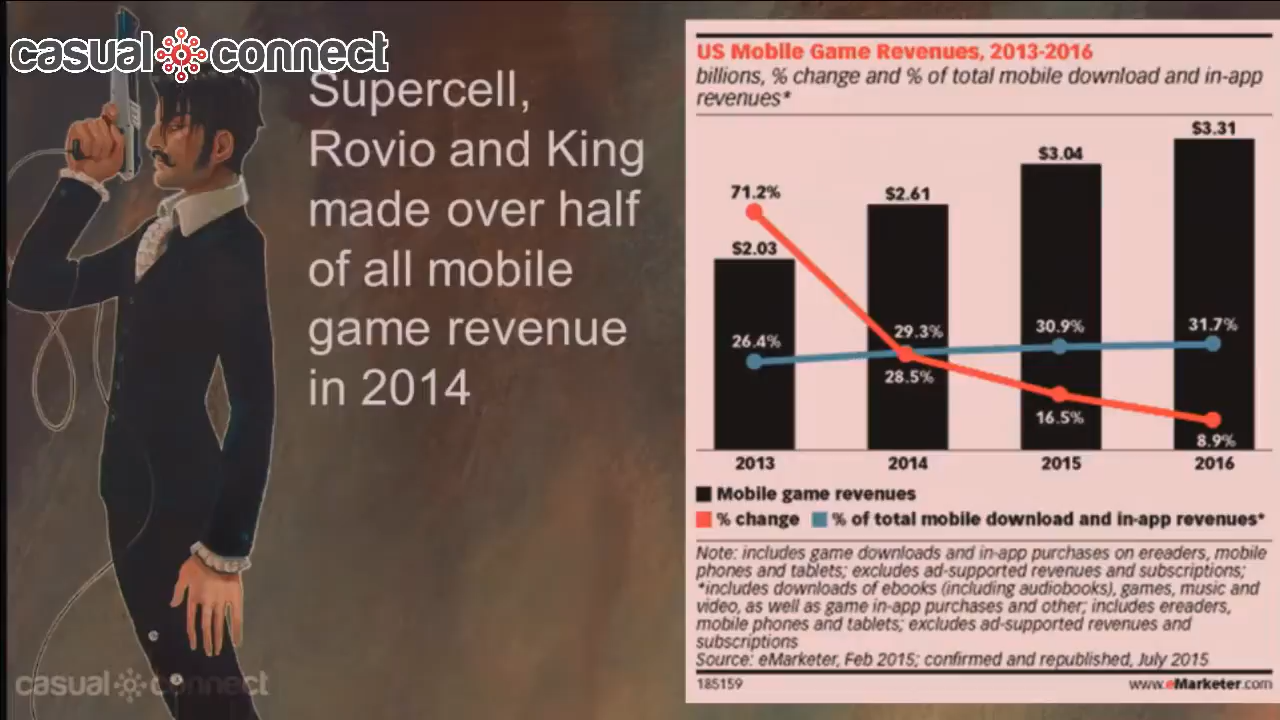 casual connect
Supercell,
Rovio and King
made over half
of all mobile
game revenue
in 2014
US Mobile Game Revenues, 2013-2016
billions, % change and % of total mobile download and in-app
revenues*
$3.31
$3.04
71.2%
$2.61
$2.03
29.3%
30.9%
31.7%
26.4%
28.5%
16.5%
8.9%
2013 2014 2015 2016
Mobile game revenues
% change % of total mobile download and in-app revenues*
Note: includes game downloads and in-app purchases on ereaders, mobile
phones and tablets; excludes ad-supported revenues and subscriptions;
*includes downloads of ebooks (including audiobooks), games, music and
video, as well as game in-app purchases and other; includes ereaders,
mobile phones and tablets; excludes ad-supported revenues and
subscriptions
Source: eMarketer, Feb 2015; confirmed and republished, July 2015
185159 www.eMarketer.com
casual connect